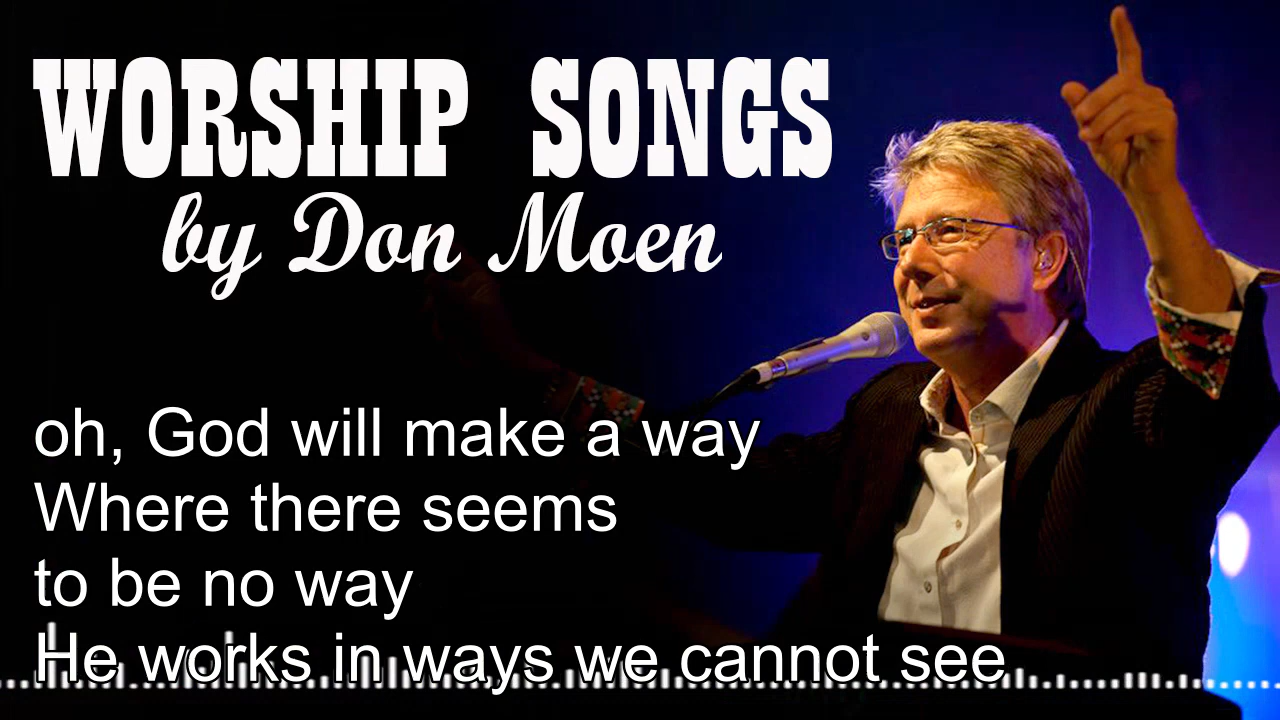 WORSHIP SONGS
by Don Moen
oh, God will make a way
Where there seems
to be no way
He works in ways we cannot see